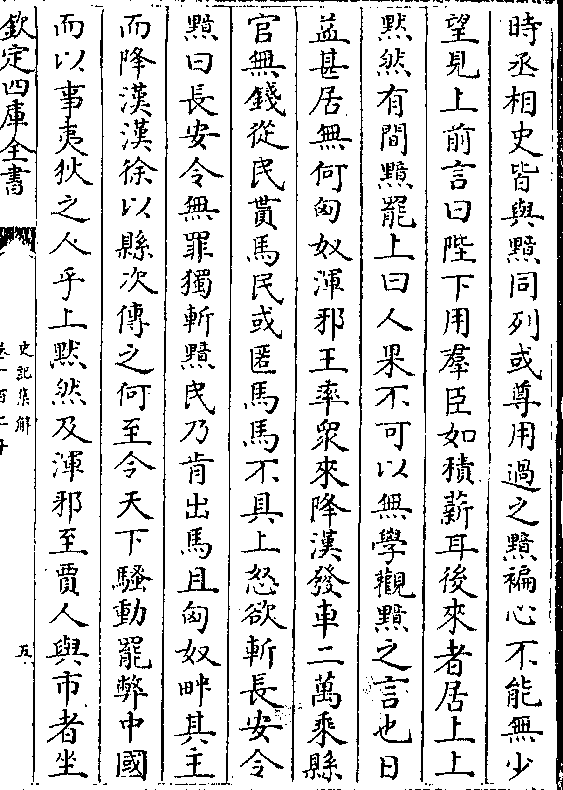 時丞相史皆與黯同列或尊用過之黯褊心不能無少
望見上前言曰陛下用羣臣如積薪耳後來者居上上
黙然有間黯罷上曰人果不可以無學觀黯之言也日
益甚居無何匈奴渾邪王率衆來降漢發車二萬乘縣
官無錢從民貰馬民或匿馬馬不具上怒欲斬長安令
黯曰長安令無罪獨斬黯民乃肯出馬且匈奴畔其主
而降漢漢徐以縣次傳之何至令天下騷動罷弊中國
而以事夷狄之人乎上黙然及渾邪至賈人與市者坐
欽定四庫全書
史記集解
五